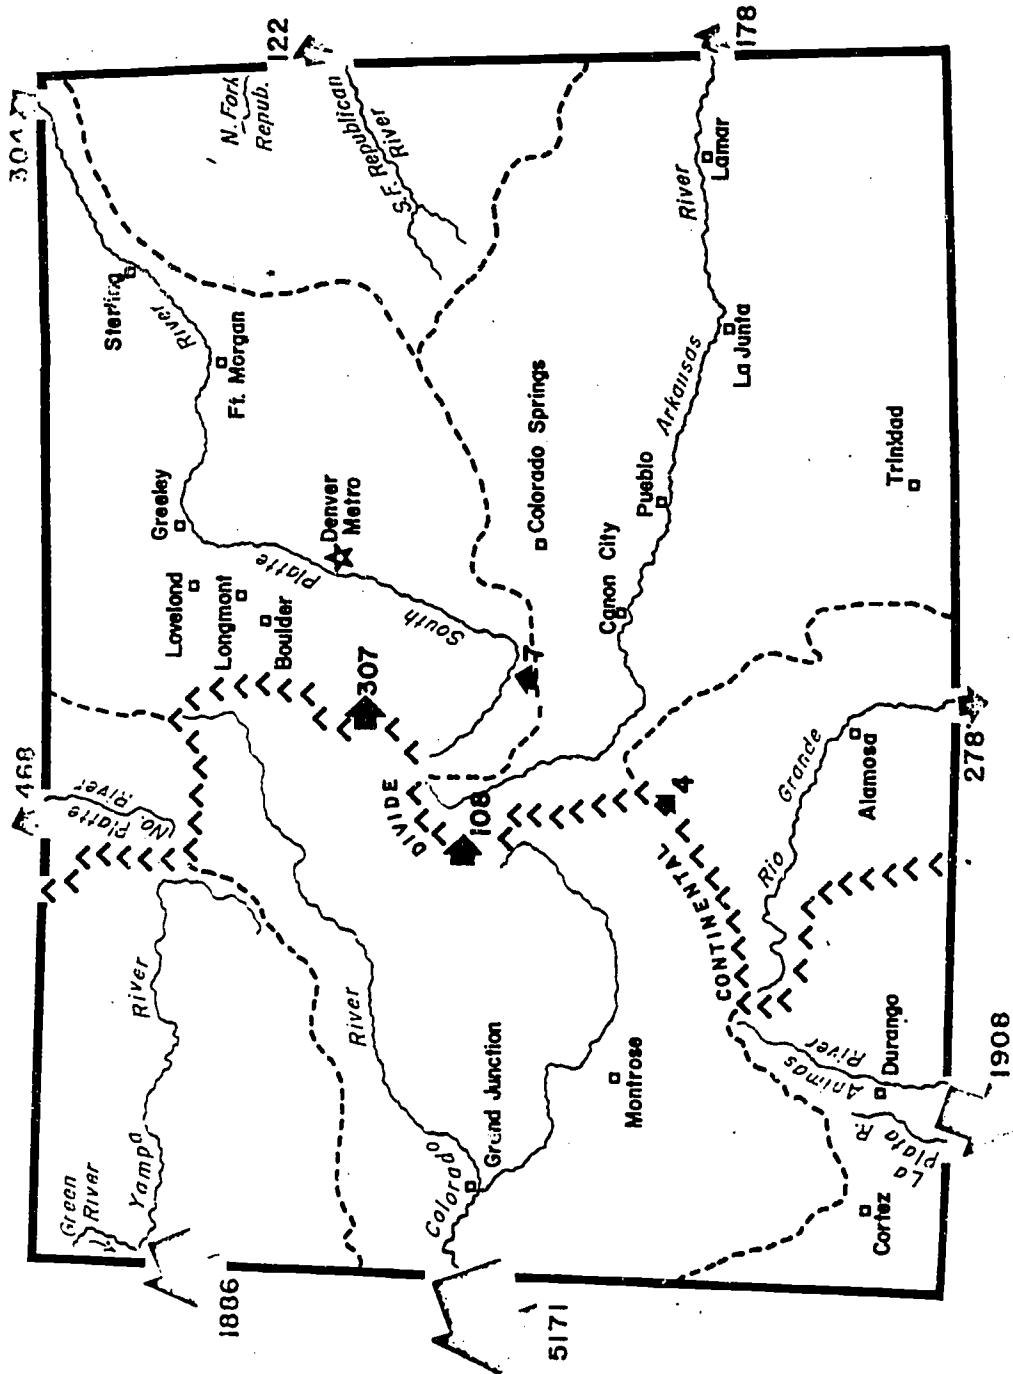 304
468
122
178
1886
5171
1908
278
307
108
7
4
N. Fork
Repub.
S.F. Republican
River
Sterling
River
Ft. Morgan
Greeley
Loveland
Longmont
Boulder
Denver
Metro
Platte
South
Colorado Springs
Pueblo
Canon City
Arkansas
River
La Junta
Lamar
Trinidad
No. Platte
River
DIVIDE
CONTINENTAL
Rio
Grande
Alamosa
Green
River
Yampa
River
Colorado
River
Grand Junction
Montrose
Animas
River
Durango
La
Plata R.
Cortez